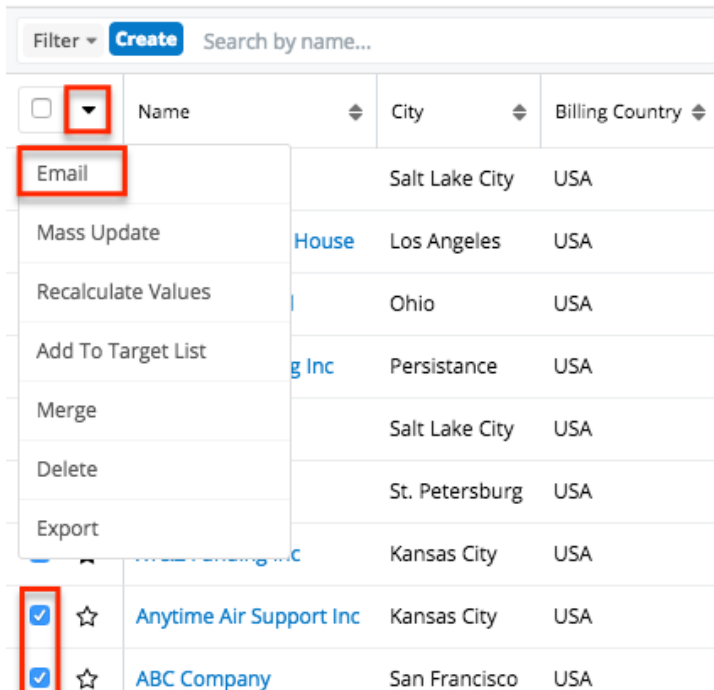 Filter Create Search by name...
Name City Billing Country
Email Salt Lake City USA
Mass Update House Los Angeles USA
Recalculate Values Ohio USA
Add To Target List g Inc Persistance USA
Merge Salt Lake City USA
Delete St. Petersburg USA
Export Kansas City USA
Anytime Air Support Inc Kansas City USA
ABC Company San Francisco USA